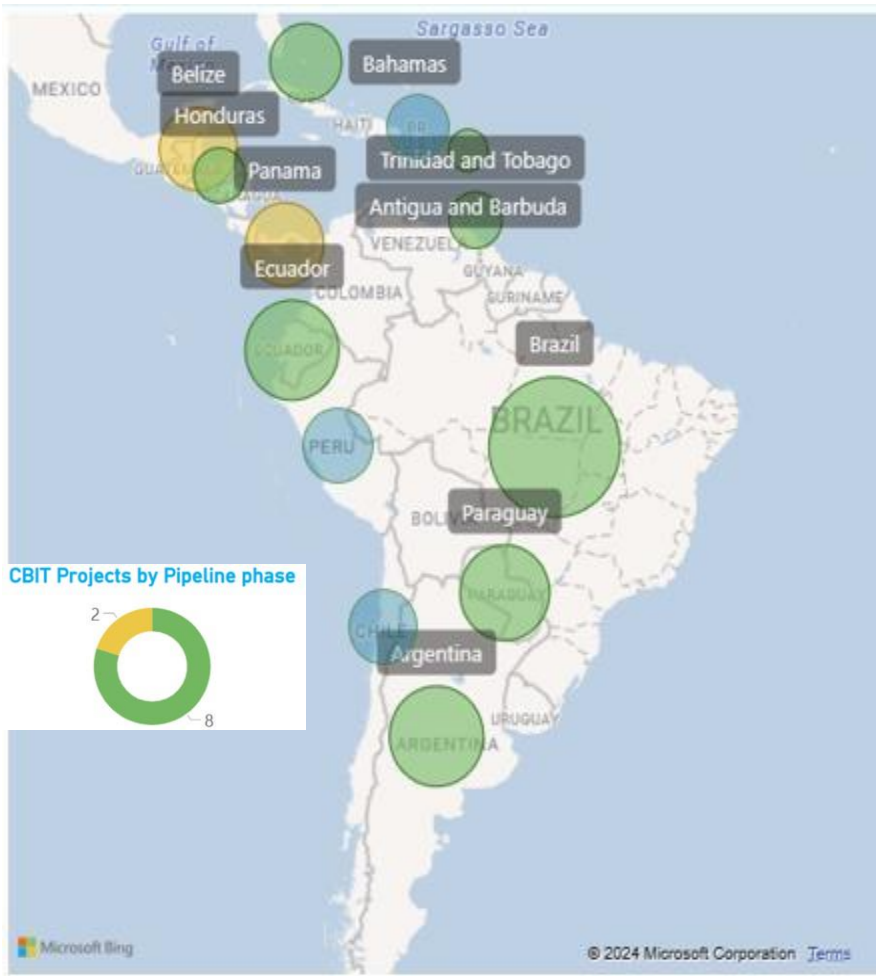 Sargasso Sea
Gulf of
Belize
Bahamas
MEXICO
Honduras
HAITI
PR
Panama
Trinidad and Tobago
Antigua and Barbuda
VENEZUELA
Ecuador
GUYANA
COLOMBIA
SURINAME
ECUADOR
Brazil
BRAZIL
PERU
Paraguay
PARAGUAY
CBIT Projects by Pipeline phase
2
8
CHILE
Argentina
URUGUAY
ARGENTINA
Microsoft Bing
© 2024 Microsoft Corporation Terms